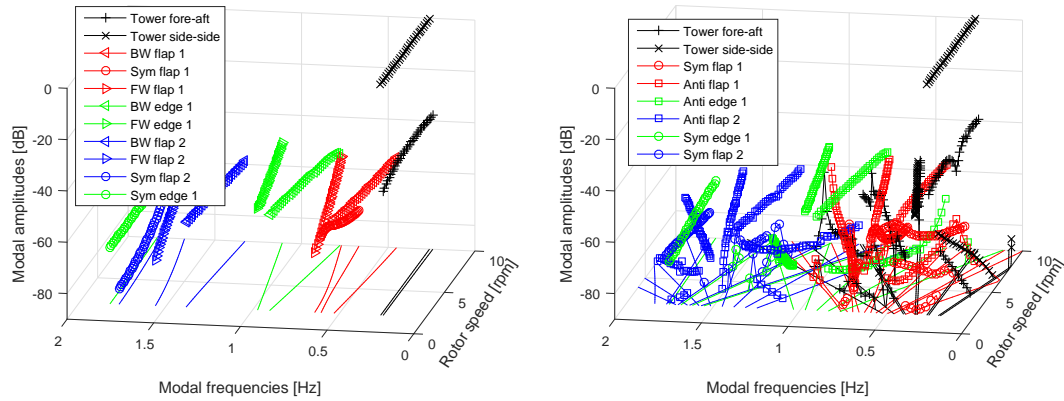 Tower fore-aft
Tower side-side
BW flap 1
Sym flap 1
FW flap 1
BW edge 1
FW edge 1
BW flap 2
FW flap 2
Sym flap 2
Sym edge 1
0
-20
-40
-60
-80
Modal amplitudes [dB]
2
1.5
1
0.5
0
Modal frequencies [Hz]
0
5
10
Rotor speed [rpm]
Tower fore-aft
Tower side-side
Sym flap 1
Anti flap 1
Anti edge 1
Anti flap 2
Sym edge 1
Sym flap 2
0
-20
-40
-60
-80
Modal amplitudes [dB]
2
1.5
1
0.5
0
Modal frequencies [Hz]
0
5
10
Rotor speed [rpm]